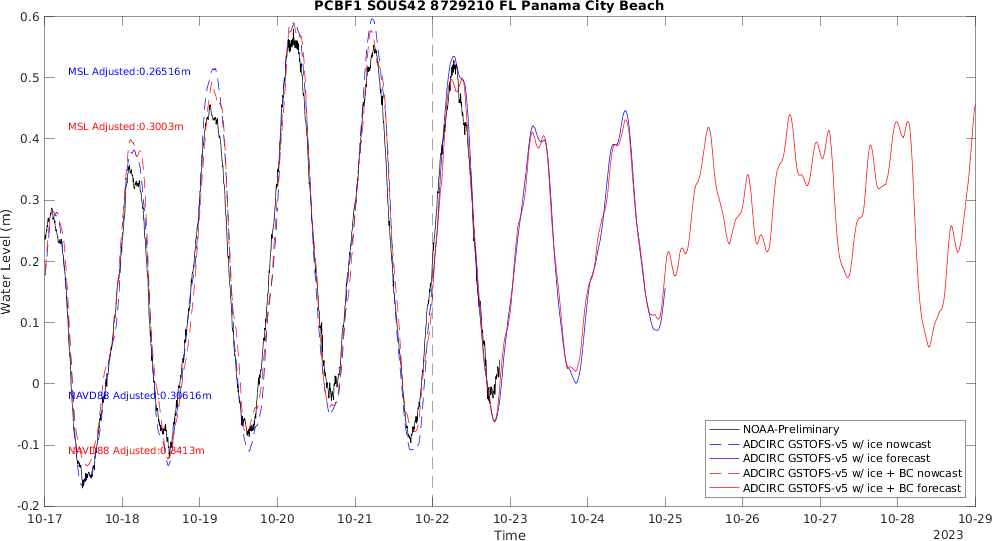 PCBF1 SOUS42 8729210 FL Panama City Beach
0.6
0.5
0.4
0.3
0.2
0.1
0
-0.1
-0.2
Water Level (m)
MSL Adjusted:0.26516m
MSL Adjusted:0.3003m
NAVD88 Adjusted:0.30616m
NAVD88 Adjusted:0.3413m
NOAA-Preliminary
ADCIRC GSTOFS-v5 w/ ice nowcast
ADCIRC GSTOFS-v5 w/ ice forecast
ADCIRC GSTOFS-v5 w/ ice + BC nowcast
ADCIRC GSTOFS-v5 w/ ice + BC forecast
10-17 10-18 10-19 10-20 10-21 10-22 10-23 10-24 10-25 10-26 10-27 10-28 10-29
Time
2023